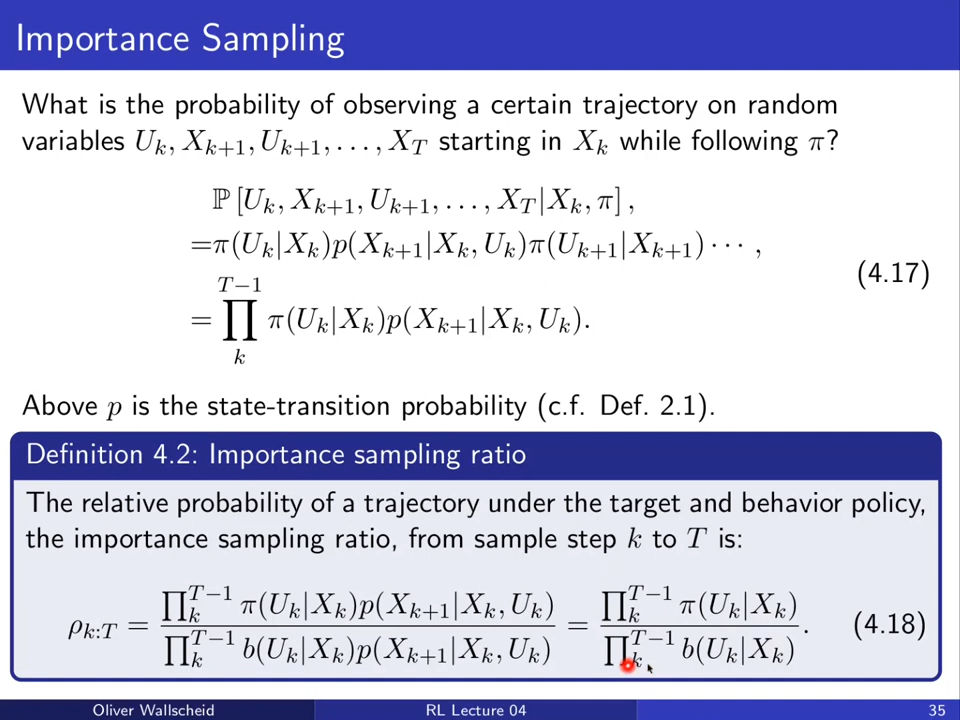 Importance Sampling
What is the probability of observing a certain trajectory on random
variables U_k, X_{k+1}, U_{k+1}, . . . , X_T starting in X_k while following π?
ℙ [U_k, X_{k+1}, U_{k+1}, . . . , X_T|X_k, π] ,
=π(U_k|X_k)p(X_{k+1}|X_k, U_k)π(U_{k+1}|X_{k+1}) ··· ,
= ∏_k^{T−1} π(U_k|X_k)p(X_{k+1}|X_k, U_k). (4.17)
Above p is the state-transition probability (c.f. Def. 2.1).
Definition 4.2: Importance sampling ratio
The relative probability of a trajectory under the target and behavior policy,
the importance sampling ratio, from sample step k to T is:
ρ_{k:T} = ∏_k^{T−1} π(U_k|X_k)p(X_{k+1}|X_k, U_k) / ∏_k^{T−1} b(U_k|X_k)p(X_{k+1}|X_k, U_k) = ∏_k^{T−1} π(U_k|X_k) / ∏_k^{T−1} b(U_k|X_k) . (4.18)
Oliver Wallscheid RL Lecture 04 35